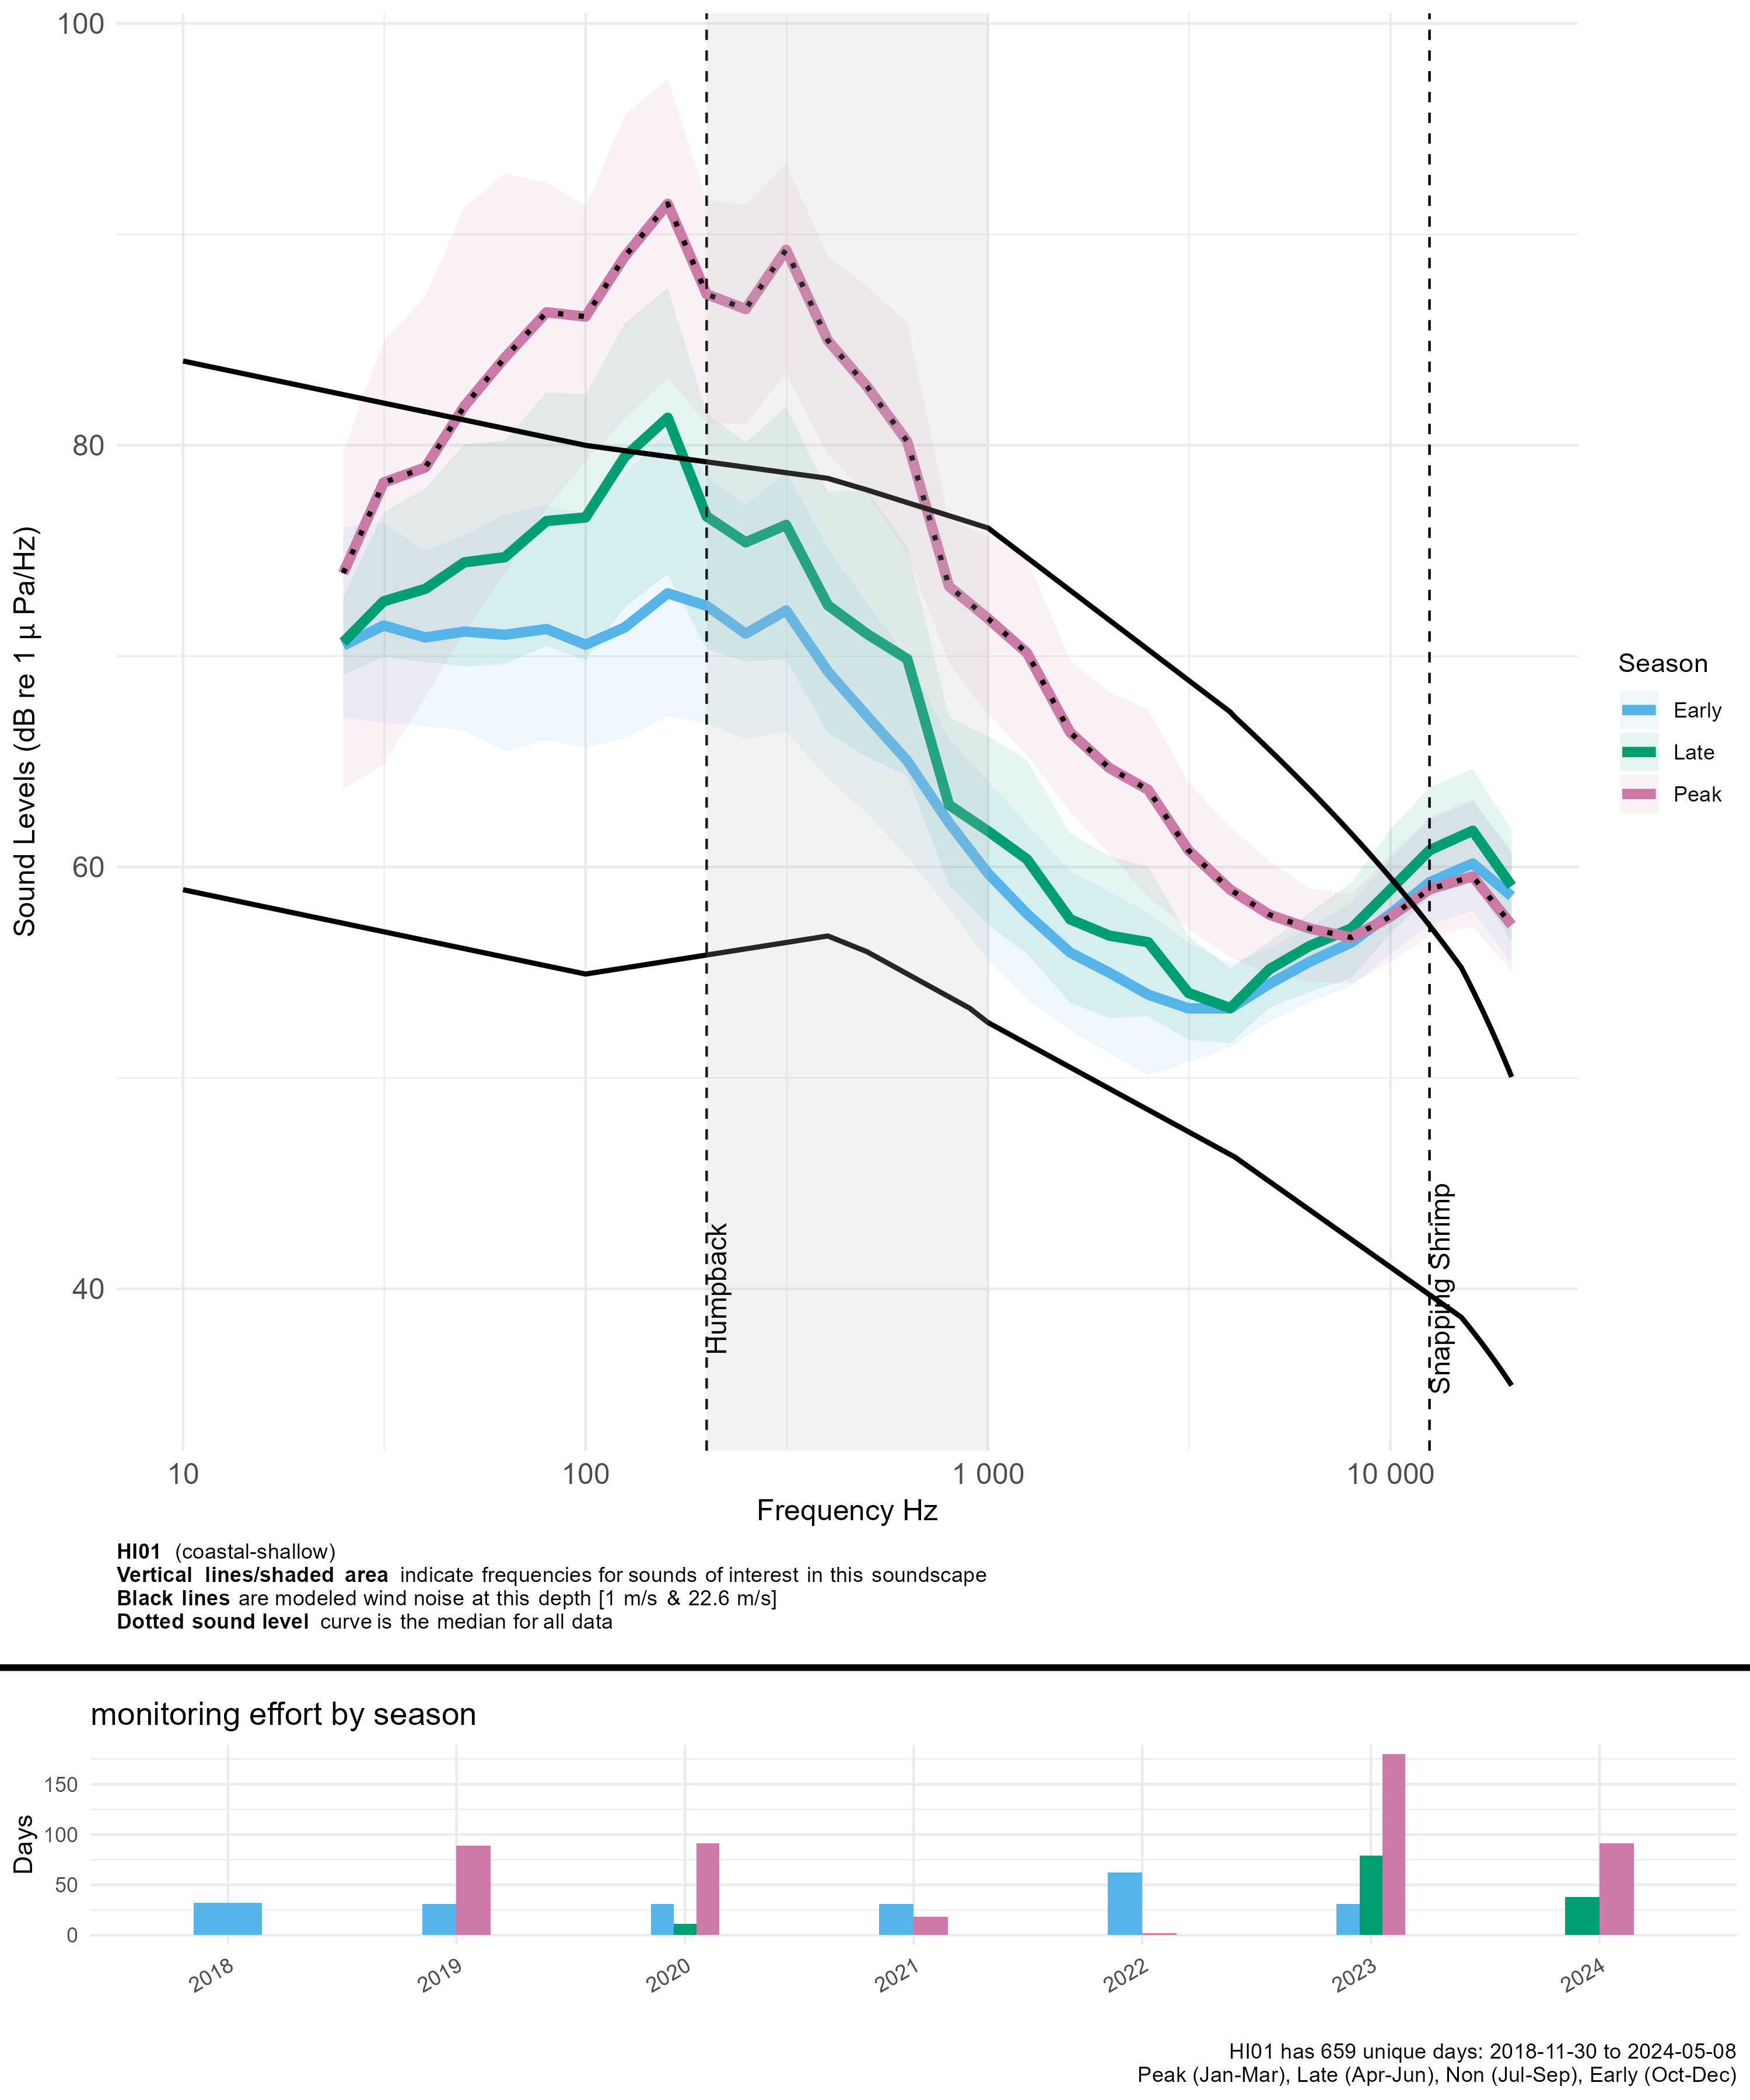 100
80
60
40
Sound Levels (dB re 1 µ Pa/Hz)
Humpback
Snapping Shrimp
10 100 1 000 10 000
Frequency Hz
Season
Early
Late
Peak
HI01 (coastal-shallow)
Vertical lines/shaded area indicate frequencies for sounds of interest in this soundscape
Black lines are modeled wind noise at this depth [1 m/s & 22.6 m/s]
Dotted sound level curve is the median for all data
monitoring effort by season
150
100
50
0
Days
2018 2019 2020 2021 2022 2023 2024
HI01 has 659 unique days: 2018-11-30 to 2024-05-08
Peak (Jan-Mar), Late (Apr-Jun), Non (Jul-Sep), Early (Oct-Dec)